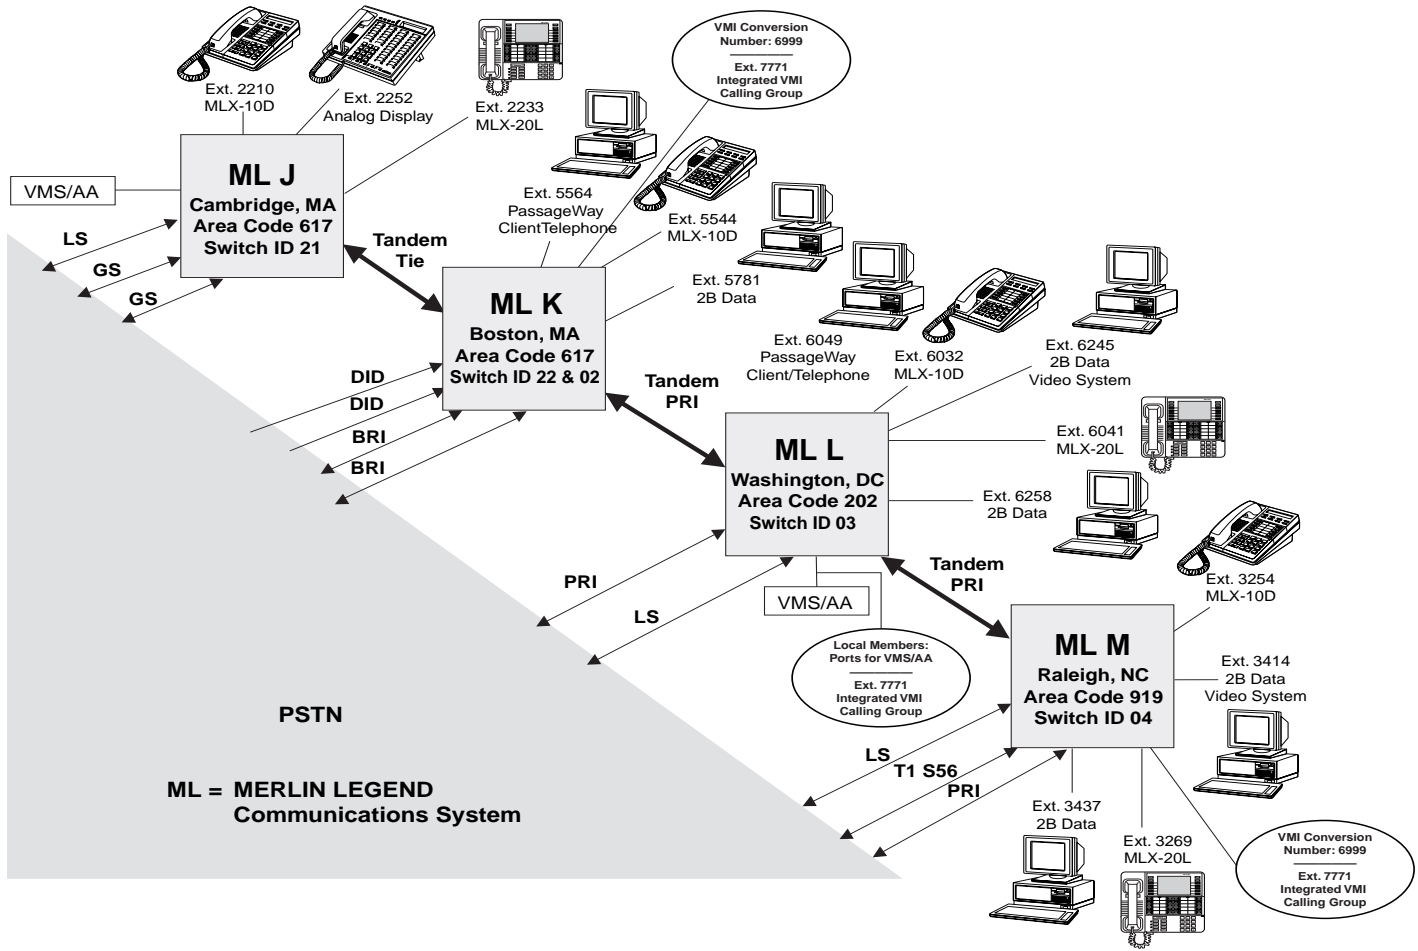 Ext. 2210
MLX-10D
Ext. 2252
Analog Display
Ext. 2233
MLX-20L
VMI Conversion
Number: 6999
Ext. 7771
Integrated VMI
Calling Group
ML J
Cambridge, MA
Area Code 617
Switch ID 21
VMS/AA
LS
GS
GS
Tandem
Tie
Ext. 5564
PassageWay
ClientTelephone
Ext. 5544
MLX-10D
Ext. 5781
2B Data
ML K
Boston, MA
Area Code 617
Switch ID 22 & 02
DID
DID
BRI
BRI
Tandem
PRI
Ext. 6049
PassageWay
Client/Telephone
Ext. 6032
MLX-10D
Ext. 6245
2B Data
Video System
Ext. 6041
MLX-20L
Ext. 6258
2B Data
ML L
Washington, DC
Area Code 202
Switch ID 03
PRI
LS
VMS/AA
Local Members:
Ports for VMS/AA
Ext. 7771
Integrated VMI
Calling Group
Tandem
PRI
Ext. 3254
MLX-10D
Ext. 3414
2B Data
Video System
ML M
Raleigh, NC
Area Code 919
Switch ID 04
LS
T1 S56
PRI
Ext. 3437
2B Data
Ext. 3269
MLX-20L
VMI Conversion
Number: 6999
Ext. 7771
Integrated VMI
Calling Group
PSTN
ML = MERLIN LEGEND
Communications System